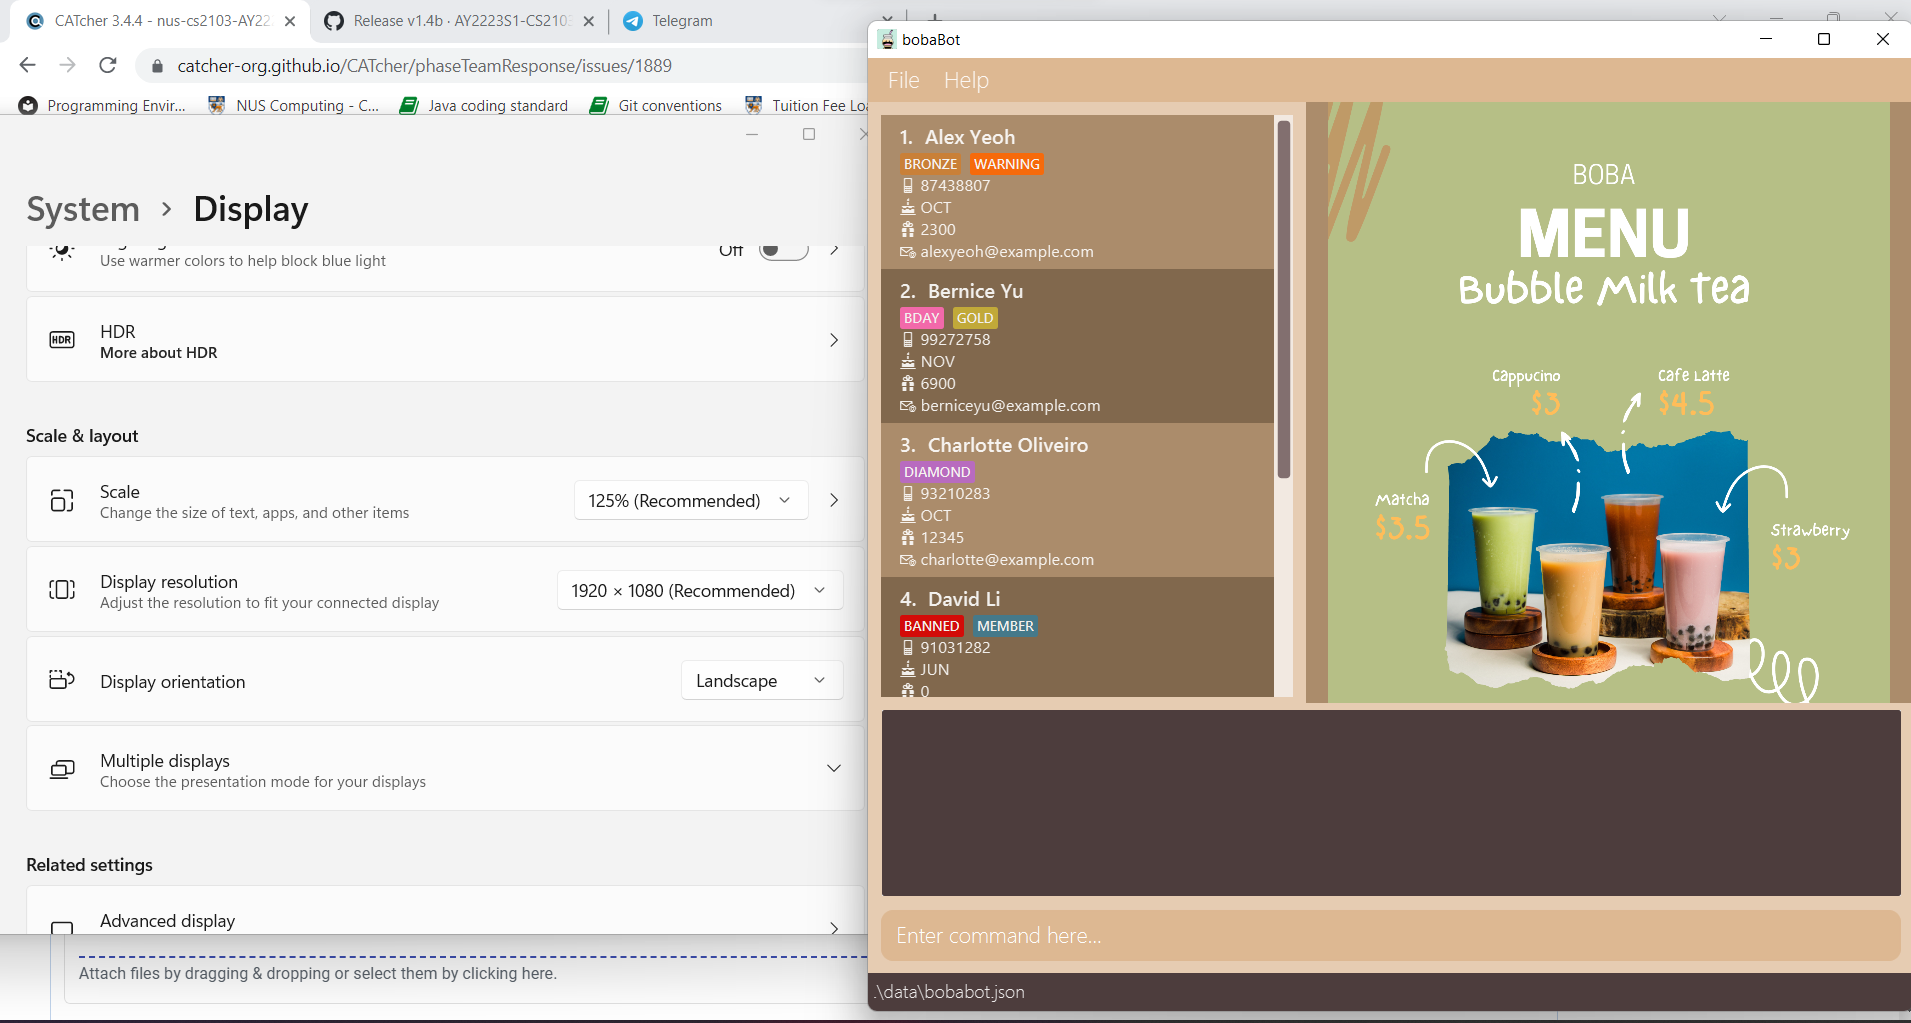 CATcher 3.4.4 - nus-cs2103-AY22
Release v1.4b · AY2223S1-CS2103
Telegram
catcher-org.github.io/CATcher/phaseTeamResponse/issues/1889
Programming Envir...
NUS Computing - C...
Java coding standard
Git conventions
Tuition Fee Loa
System > Display
Off
Use warmer colors to help block blue light
HDR
HDR
More about HDR
Scale & layout
Scale
Change the size of text, apps, and other items
125% (Recommended)
Display resolution
Adjust the resolution to fit your connected display
1920 × 1080 (Recommended)
Display orientation
Landscape
Multiple displays
Choose the presentation mode for your displays
Related settings
Advanced display
Attach files by dragging & dropping or select them by clicking here.
bobaBot
File Help
1. Alex Yeoh
BRONZE WARNING
87438807
OCT
2300
alexyeoh@example.com
2. Bernice Yu
BDAY GOLD
99272758
NOV
6900
berniceyu@example.com
3. Charlotte Oliveiro
DIAMOND
93210283
OCT
12345
charlotte@example.com
4. David Li
BANNED MEMBER
91031282
JUN
0
BOBA
MENU
Bubble Milk Tea
Cappucino
$3
Cafe Latte
$4.5
Matcha
$3.5
Strawberry
$3
Enter command here...
.\data\bobabot.json